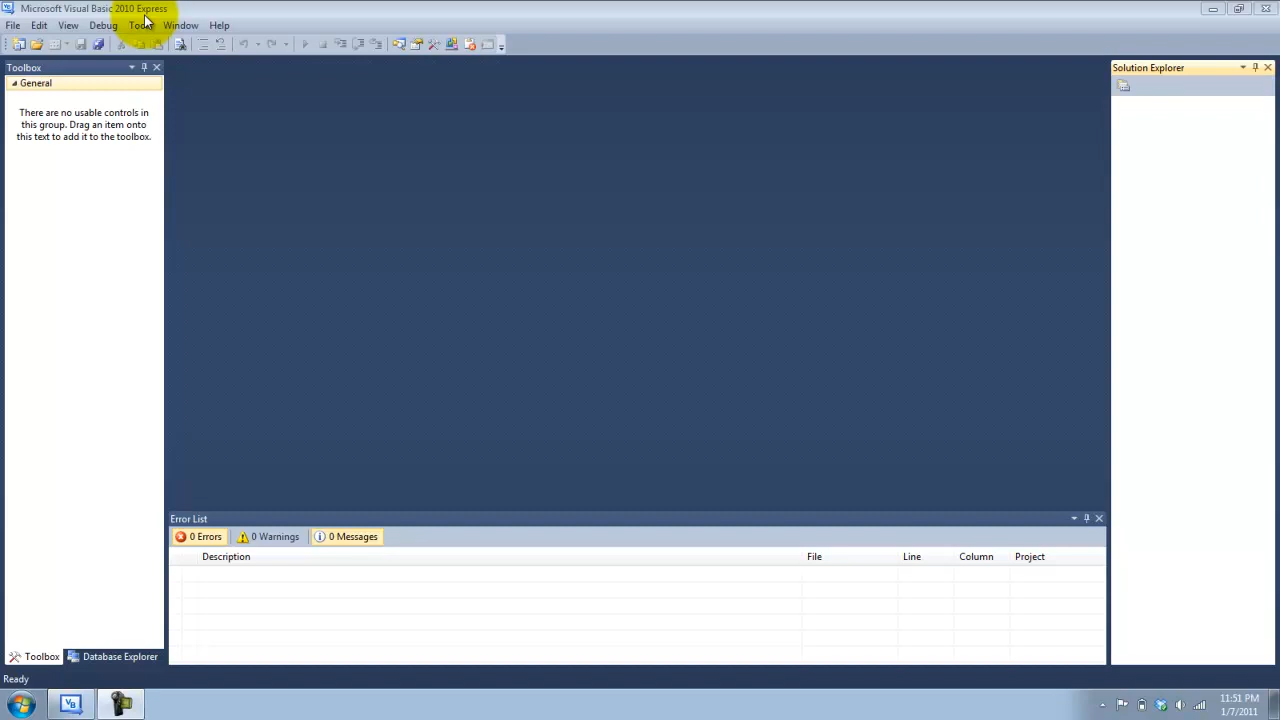 Microsoft Visual Basic 2010 Express
File Edit View Debug Tools Window Help
Toolbox
General
There are no usable controls in
this group. Drag an item onto
this text to add it to the toolbox.
Solution Explorer
Error List
0 Errors 0 Warnings 0 Messages
Description File Line Column Project
Toolbox Database Explorer
Ready
11:51 PM
1/7/2011